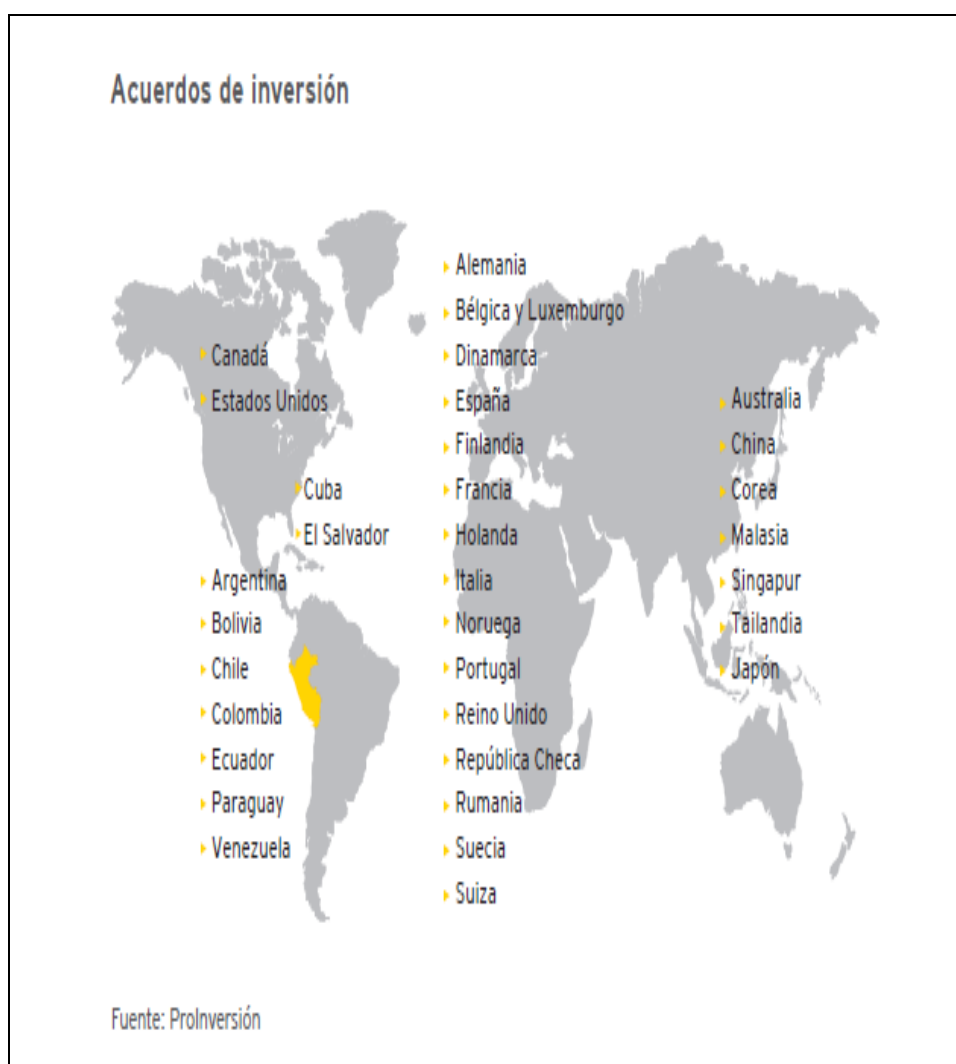 Acuerdos de inversión
Canadá
Estados Unidos
Cuba
El Salvador
Argentina
Bolivia
Chile
Colombia
Ecuador
Paraguay
Venezuela
Alemania
Bélgica y Luxemburgo
Dinamarca
España
Finlandia
Francia
Holanda
Italia
Noruega
Portugal
Reino Unido
República Checa
Rumania
Suecia
Suiza
Australia
China
Corea
Malasia
Singapur
Tailandia
Japón
Fuente: ProInversión